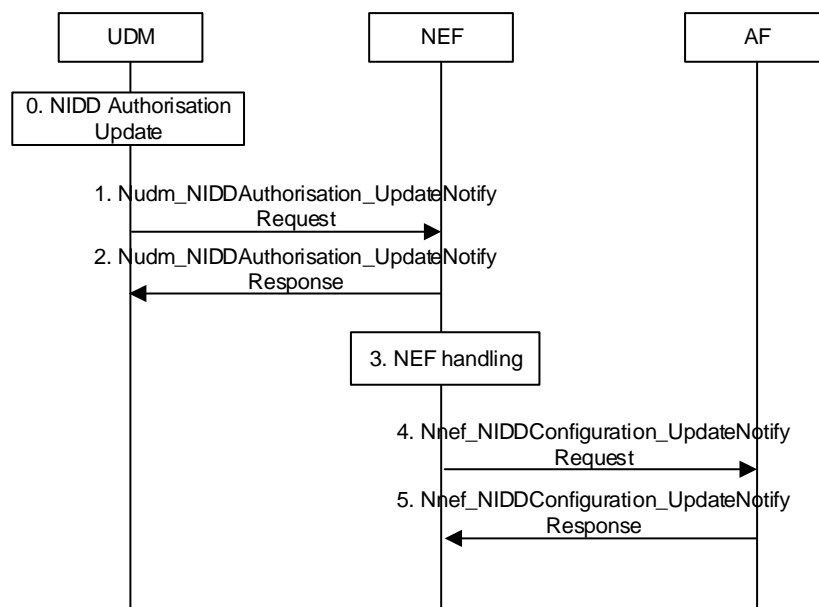 UDM
NEF
AF
0. NIDD Authorisation
Update
1. Nudm_NIDDAuthorisation_UpdateNotify
Request
2. Nudm_NIDDAuthorisation_UpdateNotify
Response
3. NEF handling
4. Nnef_NIDDConfiguration_UpdateNotify
Request
5. Nnef_NIDDConfiguration_UpdateNotify
Response